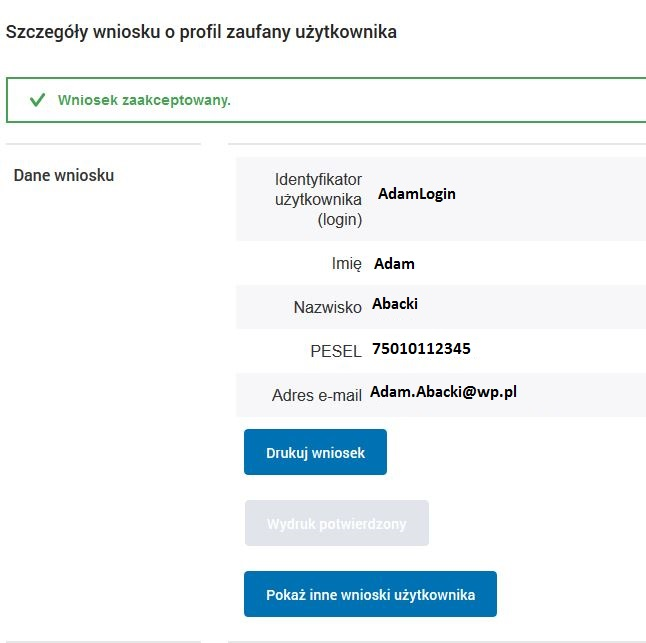 Szczegóły wniosku o profil zaufany użytkownika
Wniosek zaakceptowany.
Dane wniosku
Identyfikator
użytkownika
(login)
AdamLogin
Imię Adam
Nazwisko Abacki
PESEL 75010112345
Adres e-mail Adam.Abacki@wp.pl
Drukuj wniosek
Wydruk potwierdzony
Pokaż inne wnioski użytkownika